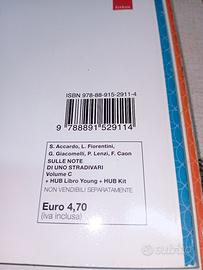 ISBN 978-88-915-2911-4
9 788891 529114
S. Accardo, L. Fiorentini,
G. Giacomelli, P. Lenzi, F. Caon
SULLE NOTE
DI UNO STRADIVARI
Volume C
+ HUB Libro Young + HUB Kit
NON VENDIBILI SEPARATAMENTE
Euro 4,70
(iva inclusa)
subito